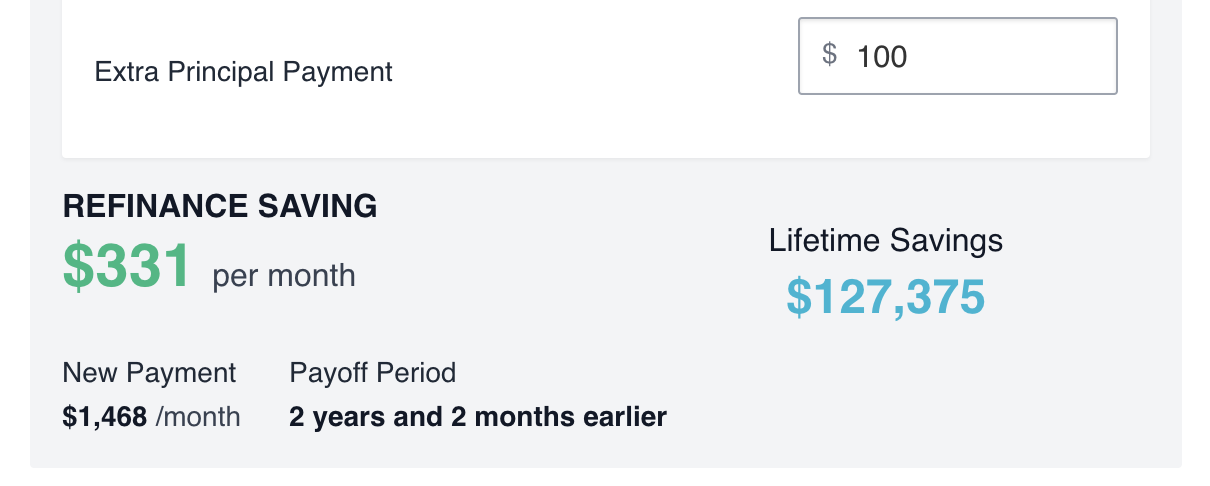 Extra Principal Payment
$ 100
REFINANCE SAVING
$331 per month
Lifetime Savings
$127,375
New Payment
$1,468 /month
Payoff Period
2 years and 2 months earlier